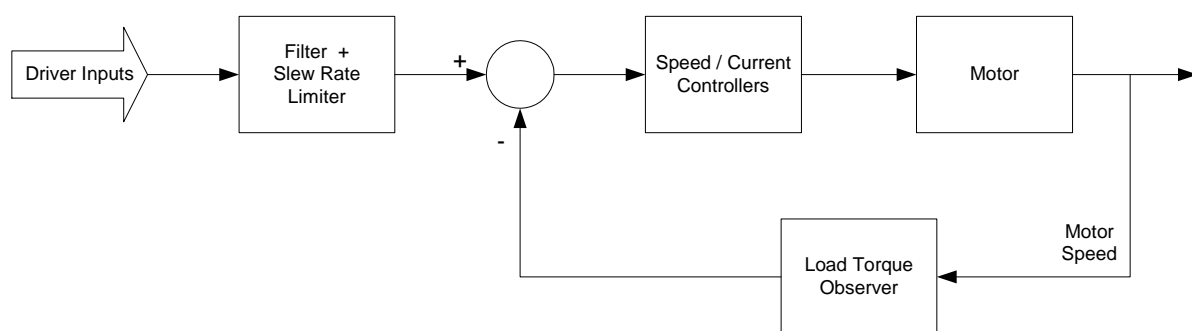 Driver Inputs
Filter +
Slew Rate
Limiter
+
-
Speed / Current
Controllers
Motor
Motor
Speed
Load Torque
Observer